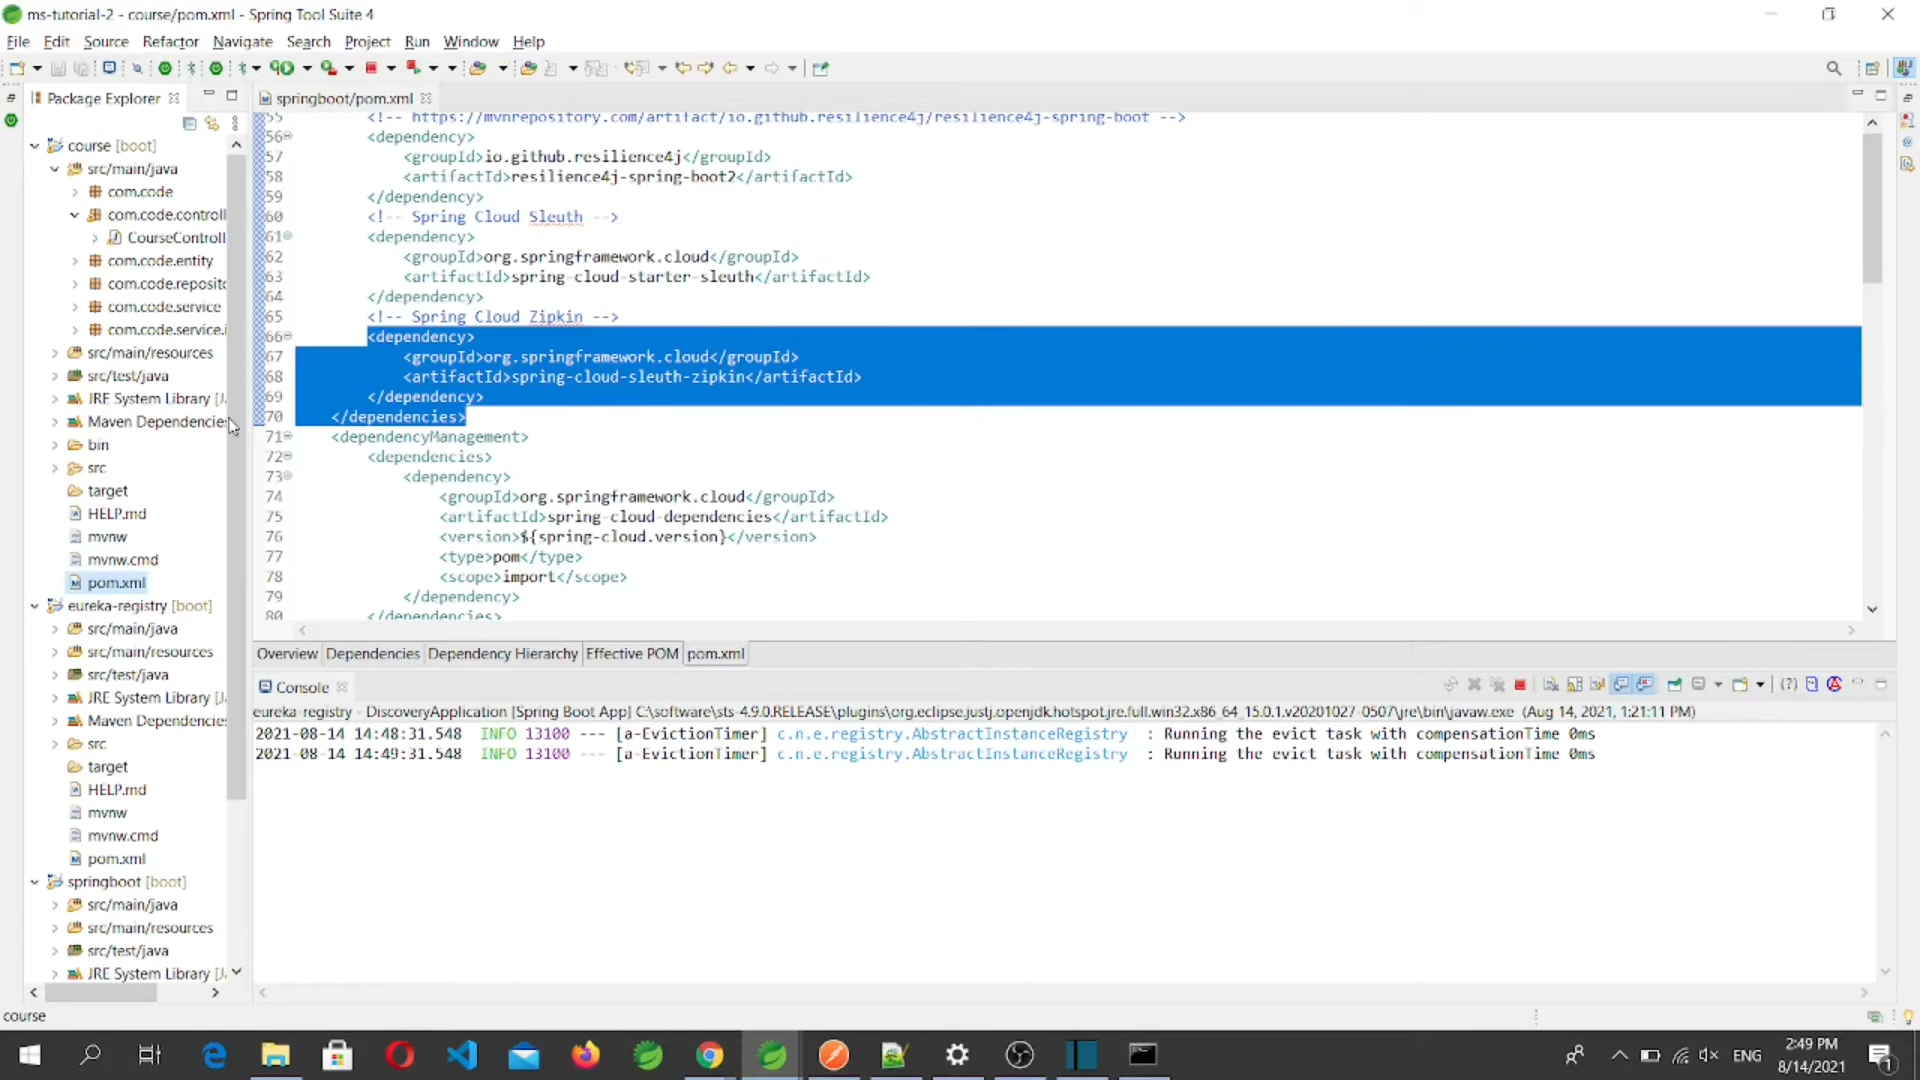 ms-tutorial-2 - course/pom.xml - Spring Tool Suite 4
File Edit Source Refactor Navigate Search Project Run Window Help
Package Explorer
course [boot]
src/main/java
com.code
com.code.controll
CourseControll
com.code.entity
com.code.reposito
com.code.service
com.code.service.i
src/main/resources
src/test/java
JRE System Library [J
Maven Dependencies
bin
src
target
HELP.md
mvnw
mvnw.cmd
pom.xml
eureka-registry [boot]
src/main/java
src/main/resources
src/test/java
JRE System Library [J
Maven Dependencies
src
target
HELP.md
mvnw
mvnw.cmd
pom.xml
springboot [boot]
src/main/java
src/main/resources
src/test/java
JRE System Library [J
springboot/pom.xml
55 <!-- https://mvnrepository.com/artifact/io.github.resilience4j/resilience4j-spring-boot -->
56 <dependency>
57 <groupId>io.github.resilience4j</groupId>
58 <artifactId>resilience4j-spring-boot2</artifactId>
59 </dependency>
60 <!-- Spring Cloud Sleuth -->
61 <dependency>
62 <groupId>org.springframework.cloud</groupId>
63 <artifactId>spring-cloud-starter-sleuth</artifactId>
64 </dependency>
65 <!-- Spring Cloud Zipkin -->
66 <dependency>
67 <groupId>org.springframework.cloud</groupId>
68 <artifactId>spring-cloud-sleuth-zipkin</artifactId>
69 </dependency>
70 </dependencies>
71 <dependencyManagement>
72 <dependencies>
73 <dependency>
74 <groupId>org.springframework.cloud</groupId>
75 <artifactId>spring-cloud-dependencies</artifactId>
76 <version>${spring-cloud.version}</version>
77 <type>pom</type>
78 <scope>import</scope>
79 </dependency>
80 </dependencies>
Overview Dependencies Dependency Hierarchy Effective POM pom.xml
Console
eureka-registry - DiscoveryApplication [Spring Boot App] C:\software\sts-4.9.0.RELEASE\plugins\org.eclipse.justj.openjdk.hotspot.jre.full.win32.x86_64_15.0.1.v20201027-0507\jre\bin\javaw.exe (Aug 14, 2021, 1:21:11 PM)
2021-08-14 14:48:31.548 INFO 13100 --- [a-EvictionTimer] c.n.e.registry.AbstractInstanceRegistry : Running the evict task with compensationTime 0ms
2021-08-14 14:49:31.548 INFO 13100 --- [a-EvictionTimer] c.n.e.registry.AbstractInstanceRegistry : Running the evict task with compensationTime 0ms
course
ENG
2:49 PM
8/14/2021
1